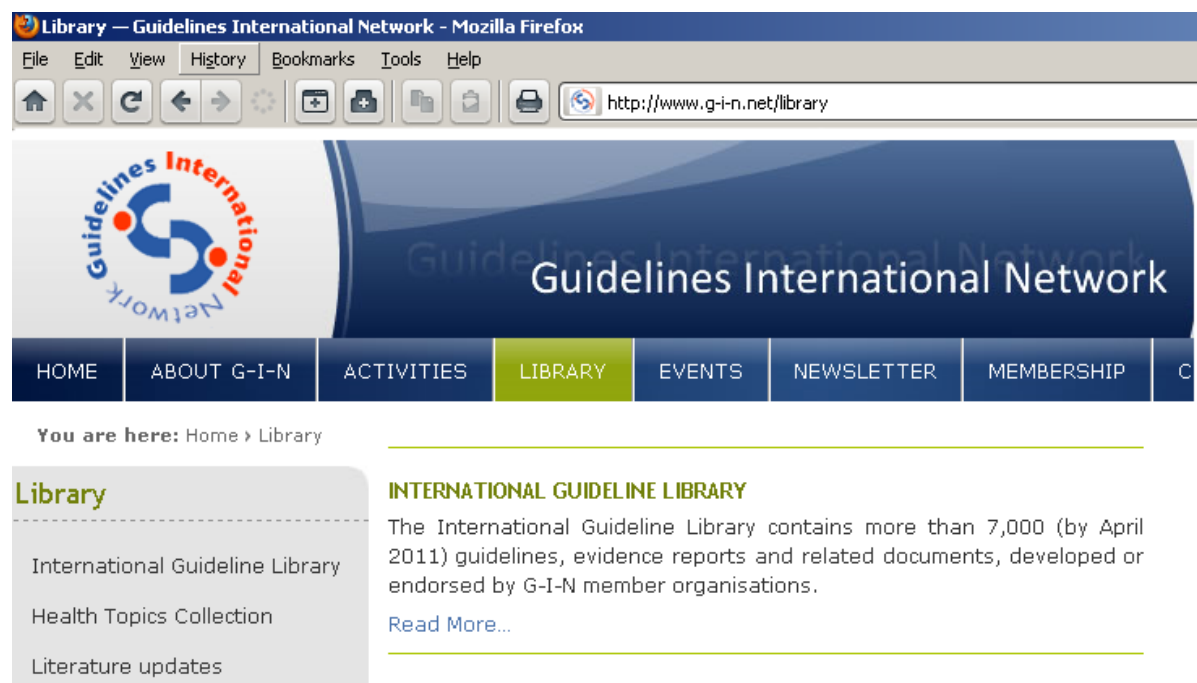 Library — Guidelines International Network - Mozilla Firefox
File Edit View History Bookmarks Tools Help
http://www.g-i-n.net/library
Guidelines International Network
Guidelines International Network
Guidelines International Network
HOME ABOUT G-I-N ACTIVITIES LIBRARY EVENTS NEWSLETTER MEMBERSHIP C
You are here: Home › Library
Library
International Guideline Library
Health Topics Collection
Literature updates
INTERNATIONAL GUIDELINE LIBRARY
The International Guideline Library contains more than 7,000 (by April
2011) guidelines, evidence reports and related documents, developed or
endorsed by G-I-N member organisations.
Read More...